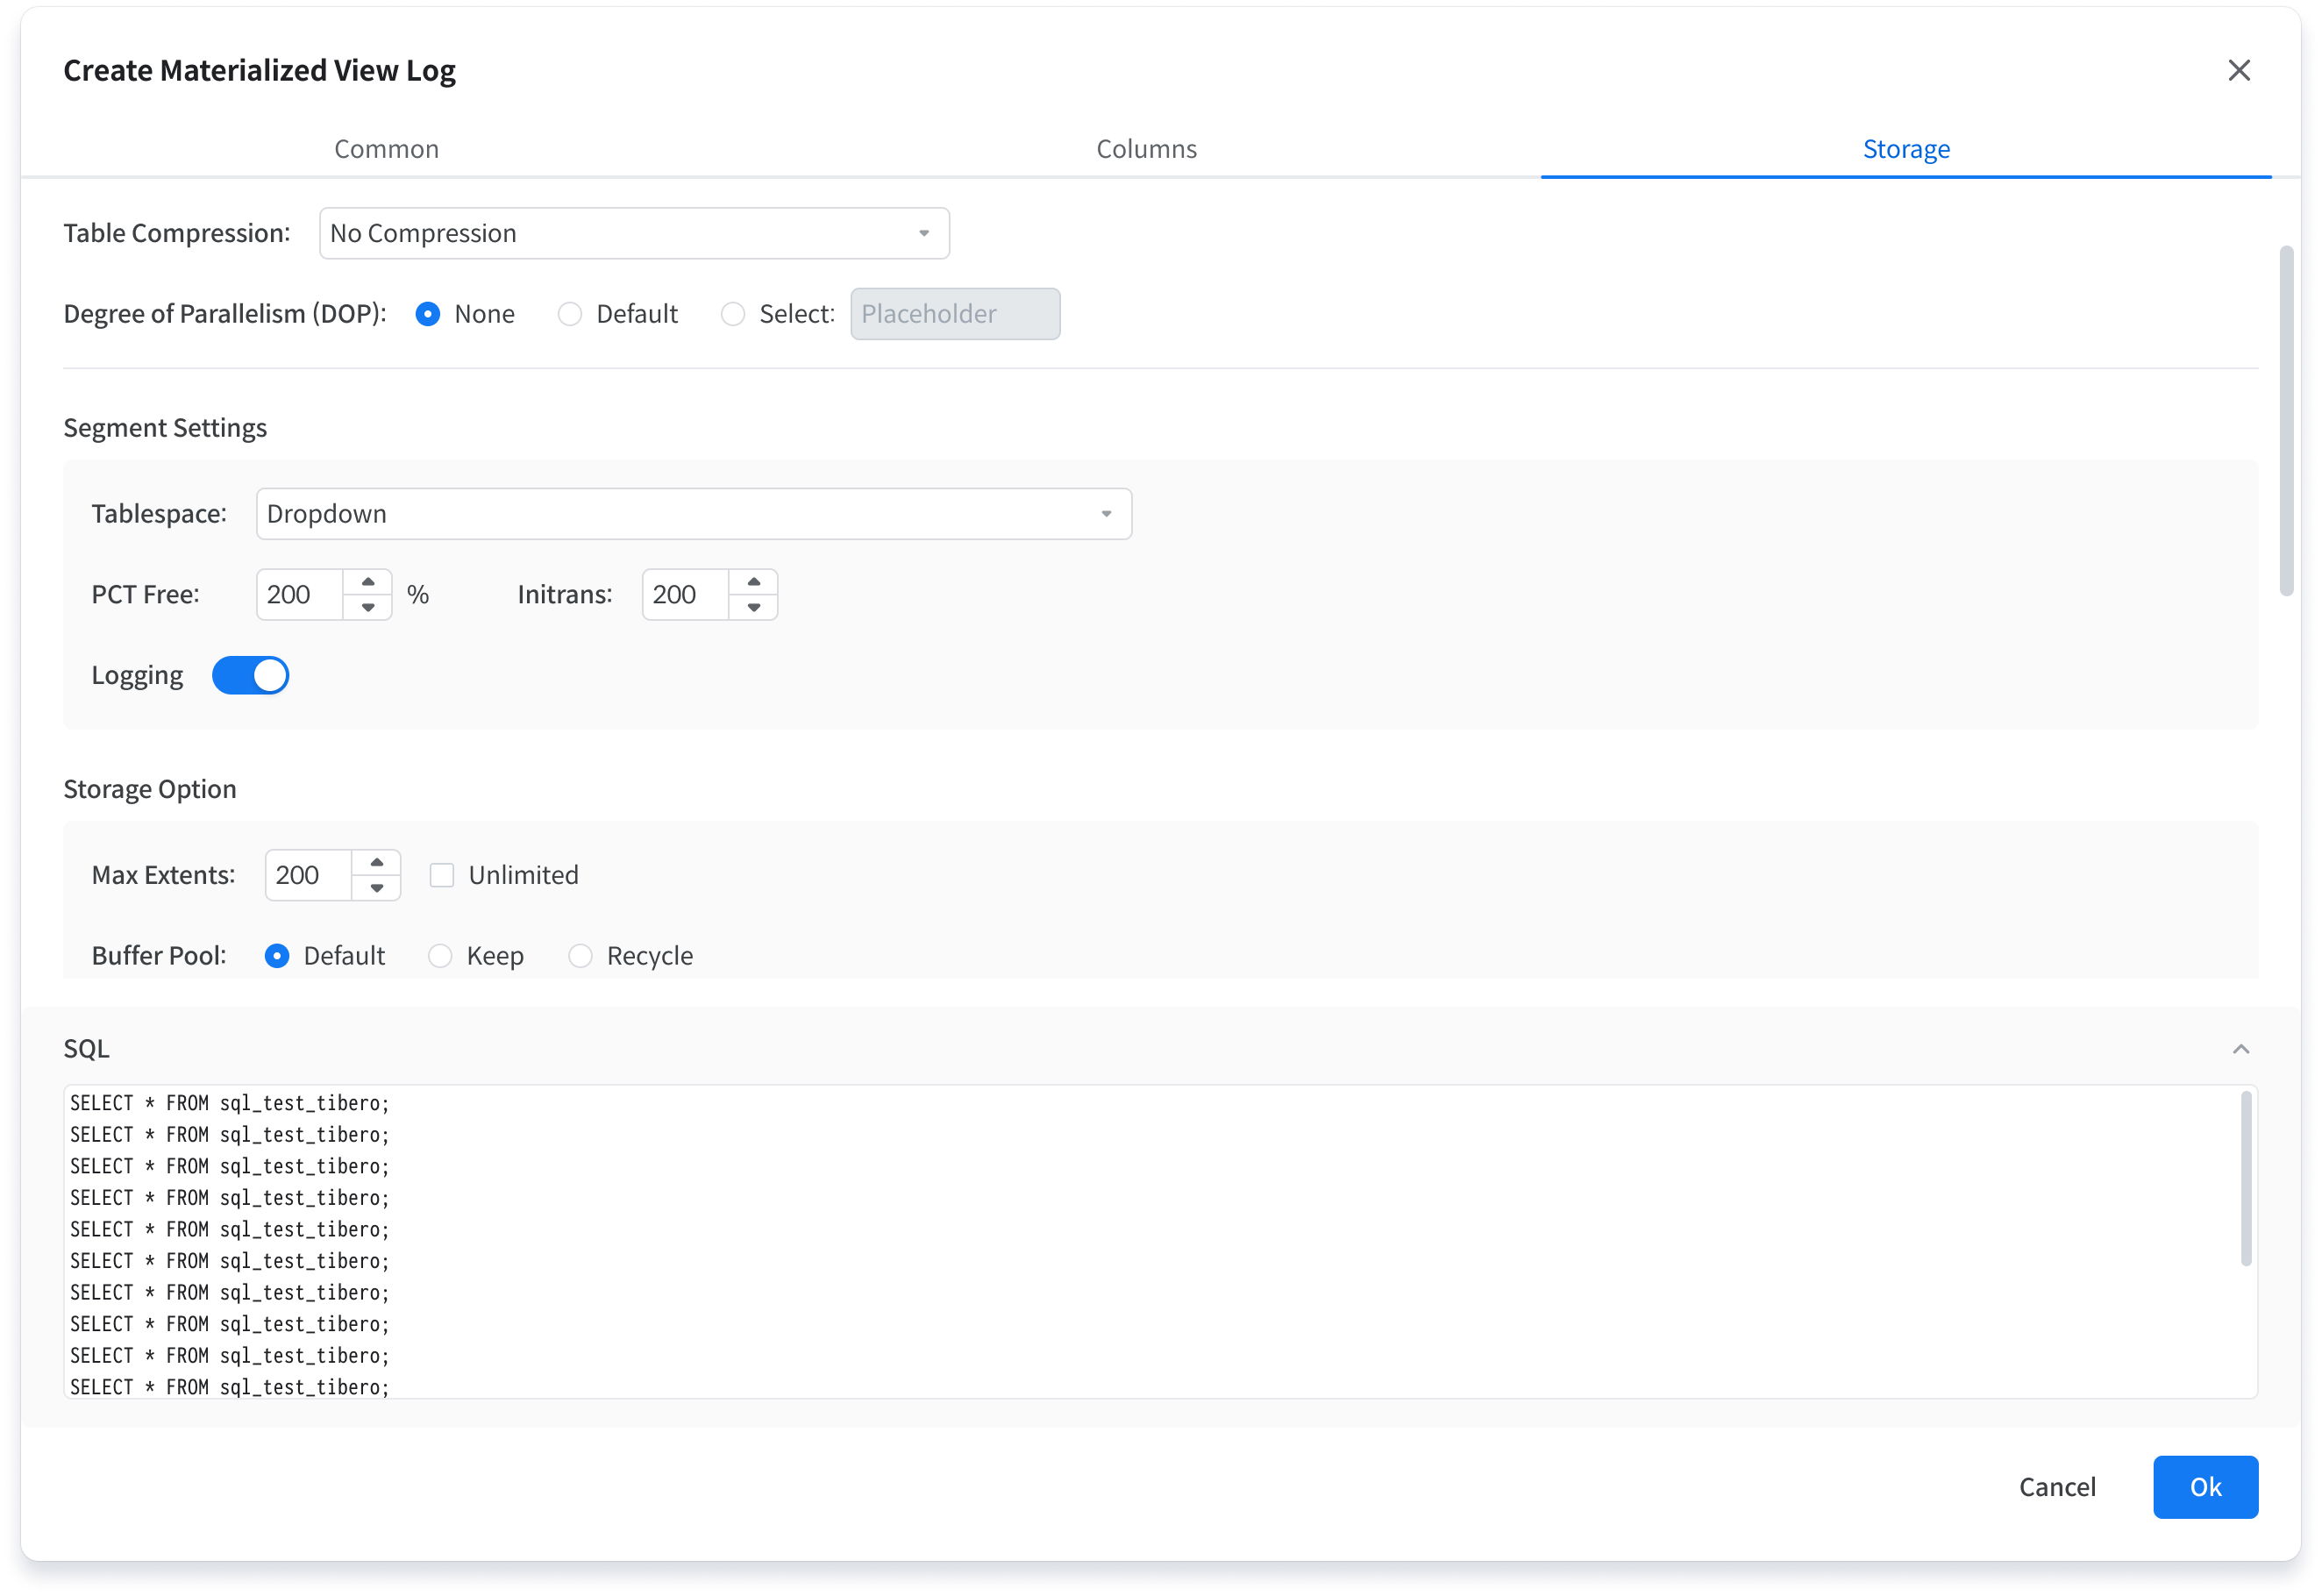 Create Materialized View Log
Common Columns Storage
Table Compression: No Compression
Degree of Parallelism (DOP): None Default Select: Placeholder
Segment Settings
Tablespace: Dropdown
PCT Free: 200 % Initrans: 200
Logging
Storage Option
Max Extents: 200 Unlimited
Buffer Pool: Default Keep Recycle
SQL
SELECT * FROM sql_test_tibero;
SELECT * FROM sql_test_tibero;
SELECT * FROM sql_test_tibero;
SELECT * FROM sql_test_tibero;
SELECT * FROM sql_test_tibero;
SELECT * FROM sql_test_tibero;
SELECT * FROM sql_test_tibero;
SELECT * FROM sql_test_tibero;
SELECT * FROM sql_test_tibero;
SELECT * FROM sql_test_tibero;
Cancel Ok